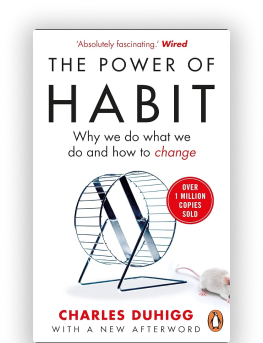 'Absolutely fascinating.' Wired
THE POWER OF
HABIT
Why we do what we
do and how to change
OVER
1 MILLION
COPIES
SOLD
CHARLES DUHIGG
WITH A NEW AFTERWORD